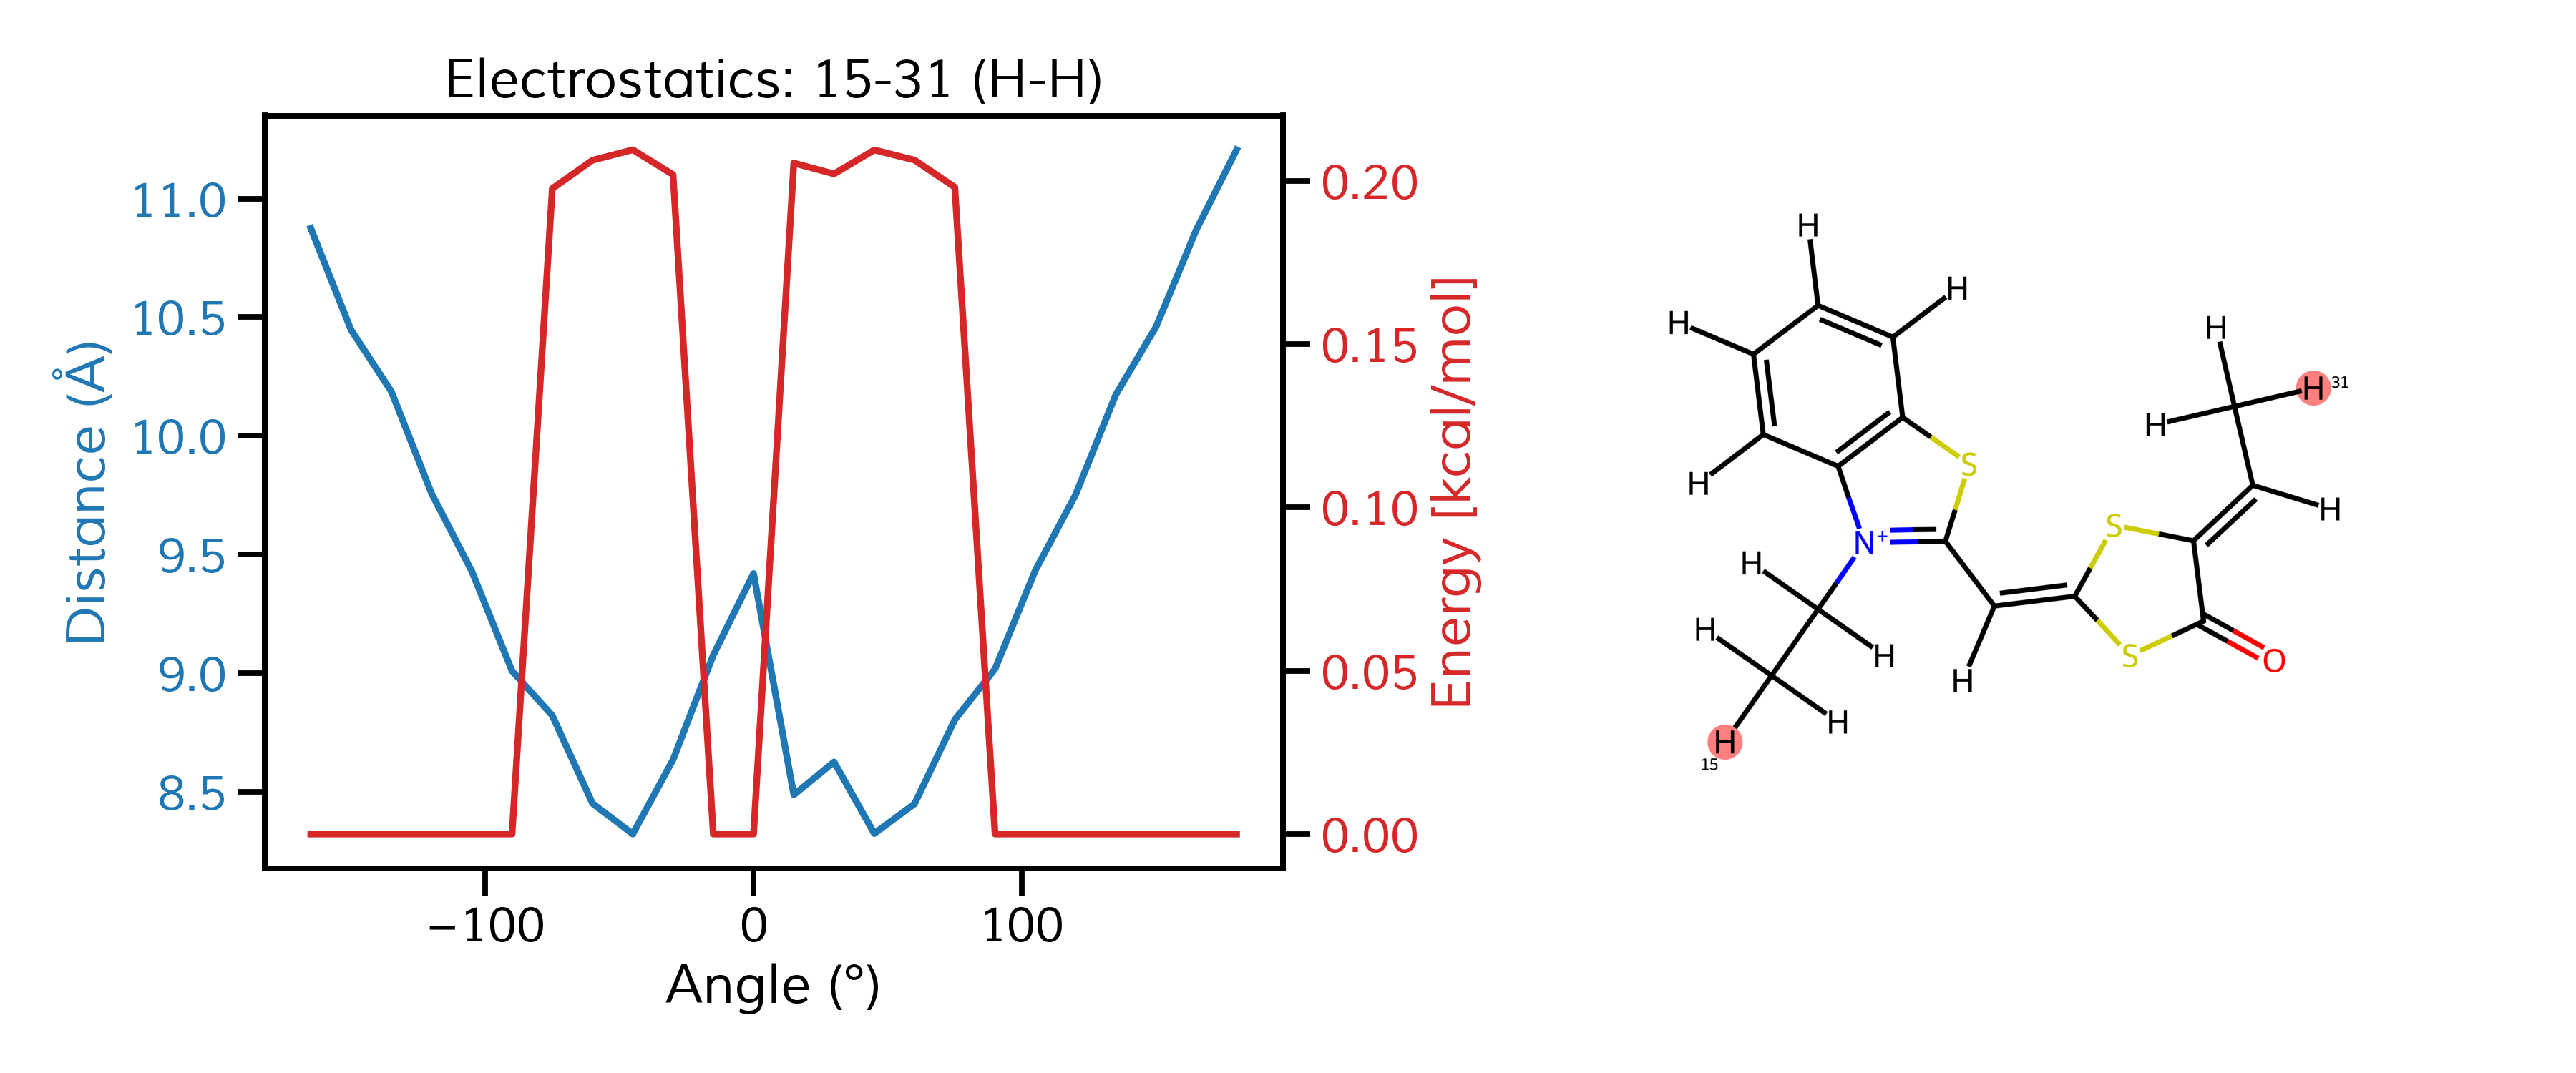 Electrostatics: 15-31 (H-H)
11.0
10.5
10.0
9.5
9.0
8.5
Distance (Å)
0.20
0.15
0.10
0.05
0.00
Energy [kcal/mol]
−100
0
100
Angle (°)
H
H
H
H
H
H 31
H
S
H
H
S
N+
H
H
S
H
H
S
O
H
H
H
15